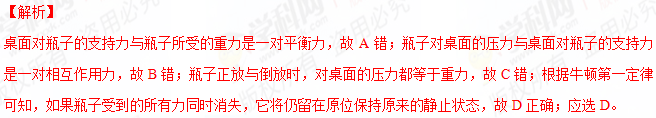 【解析】
桌面对瓶子的支持力与瓶子所受的重力是一对平衡力，故 A 错；瓶子对桌面的压力与桌面对瓶子的支持力
是一对相互作用力，故 B 错；瓶子正放与倒放时，对桌面的压力都等于重力，故 C 错；根据牛顿第一定律
可知，如果瓶子受到的所有力同时消失，它将仍留在原位保持原来的静止状态，故 D 正确；应选 D。